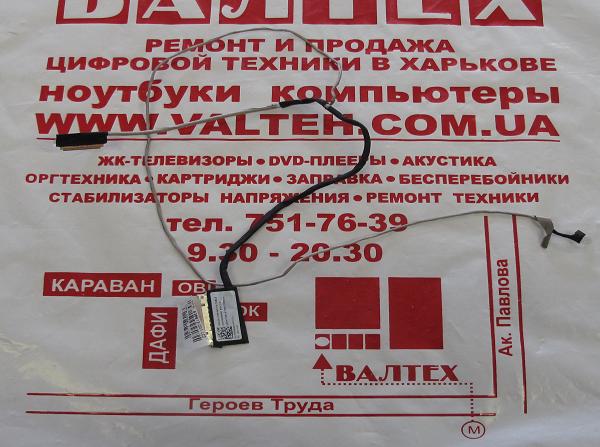 ВАЛТЕХ
РЕМОНТ И ПРОДАЖА
ЦИФРОВОЙ ТЕХНИКИ В ХАРЬКОВЕ
ноутбуки компьютеры
WWW.VALTEH.COM.UA
ЖК-ТЕЛЕВИЗОРЫ • DVD-ПЛЕЕРЫ • АКУСТИКА
ОРГТЕХНИКА • КАРТРИДЖИ • ЗАПРАВКА • БЕСПЕРЕБОЙНИКИ
СТАБИЛИЗАТОРЫ НАПРЯЖЕНИЯ • РЕМОНТ ТЕХНИКИ
тел. 751-76-39
9.30 - 20.30
КАРАВАН
ДАФИ
Ак. Павлова
ВАЛТЕХ
Героев Труда
М